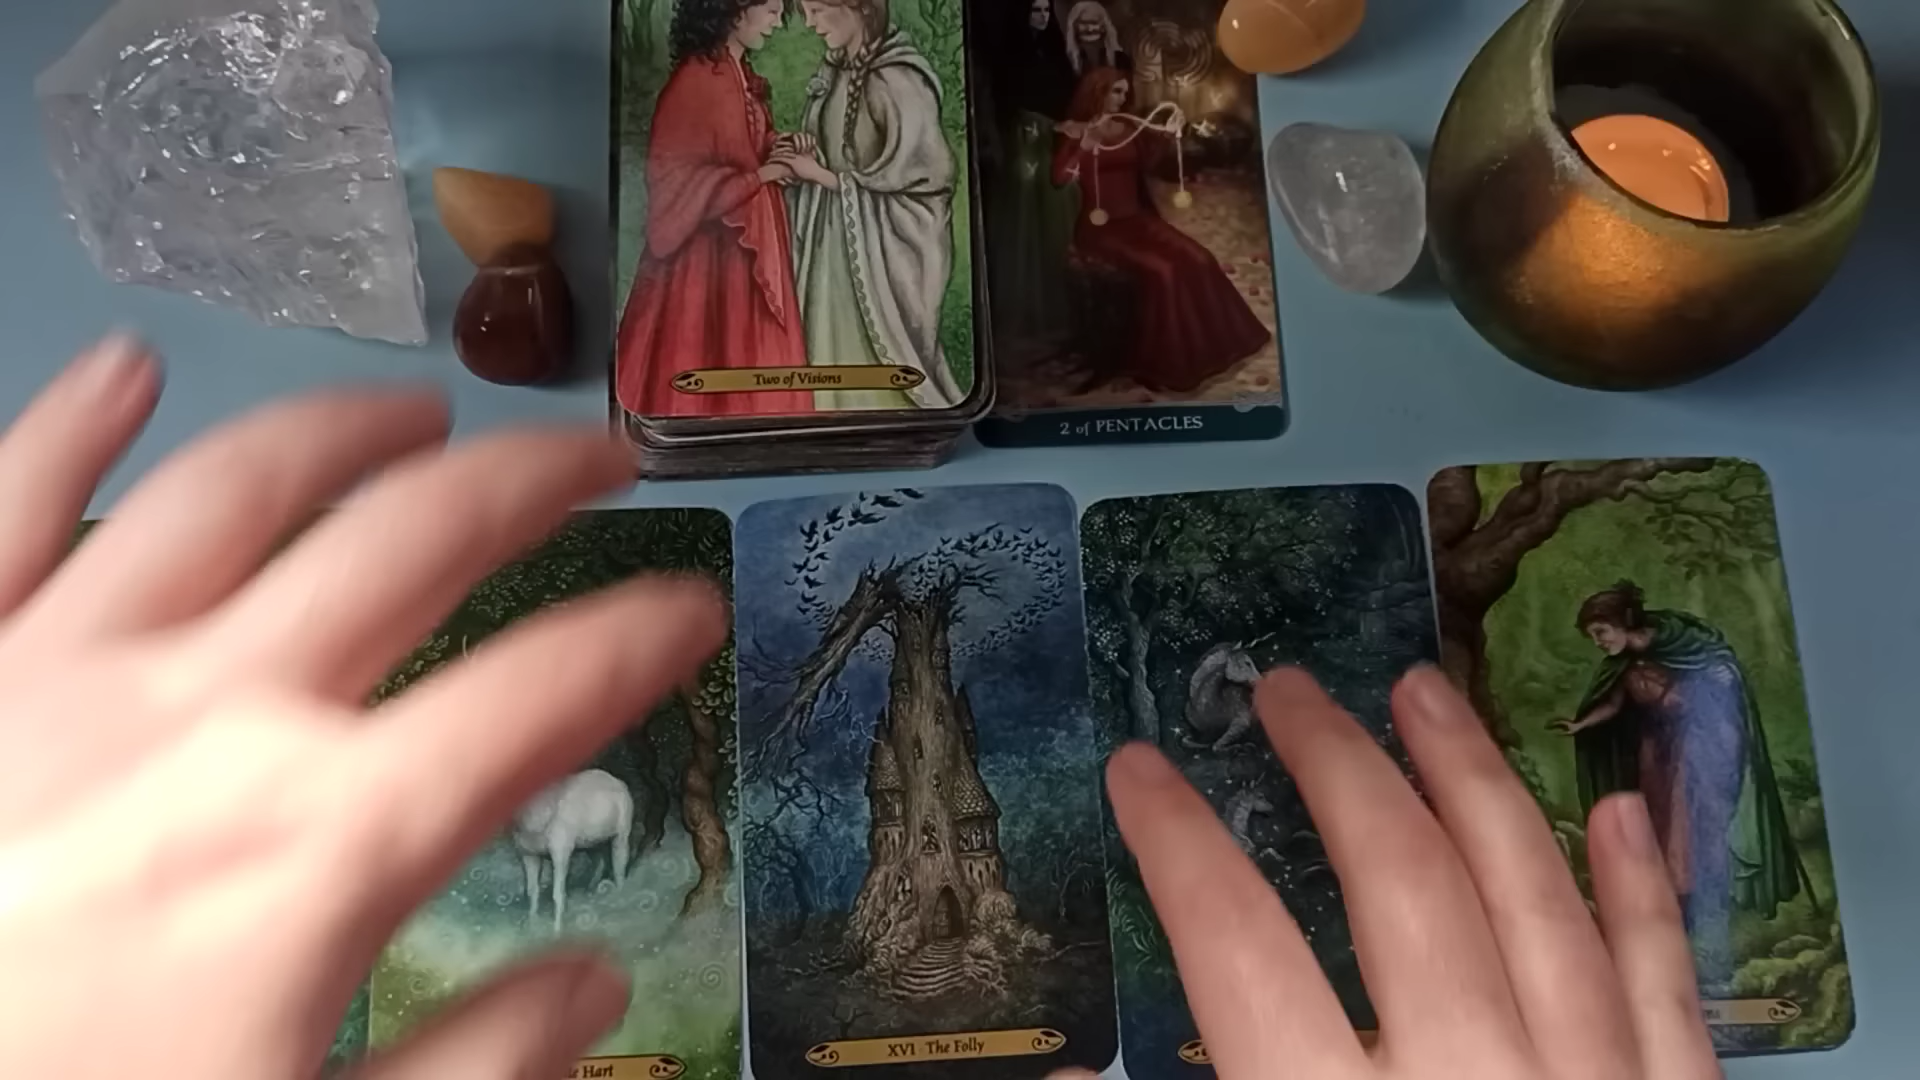 Two of Visions
2 of PENTACLES
XVI · The Folly
Hart